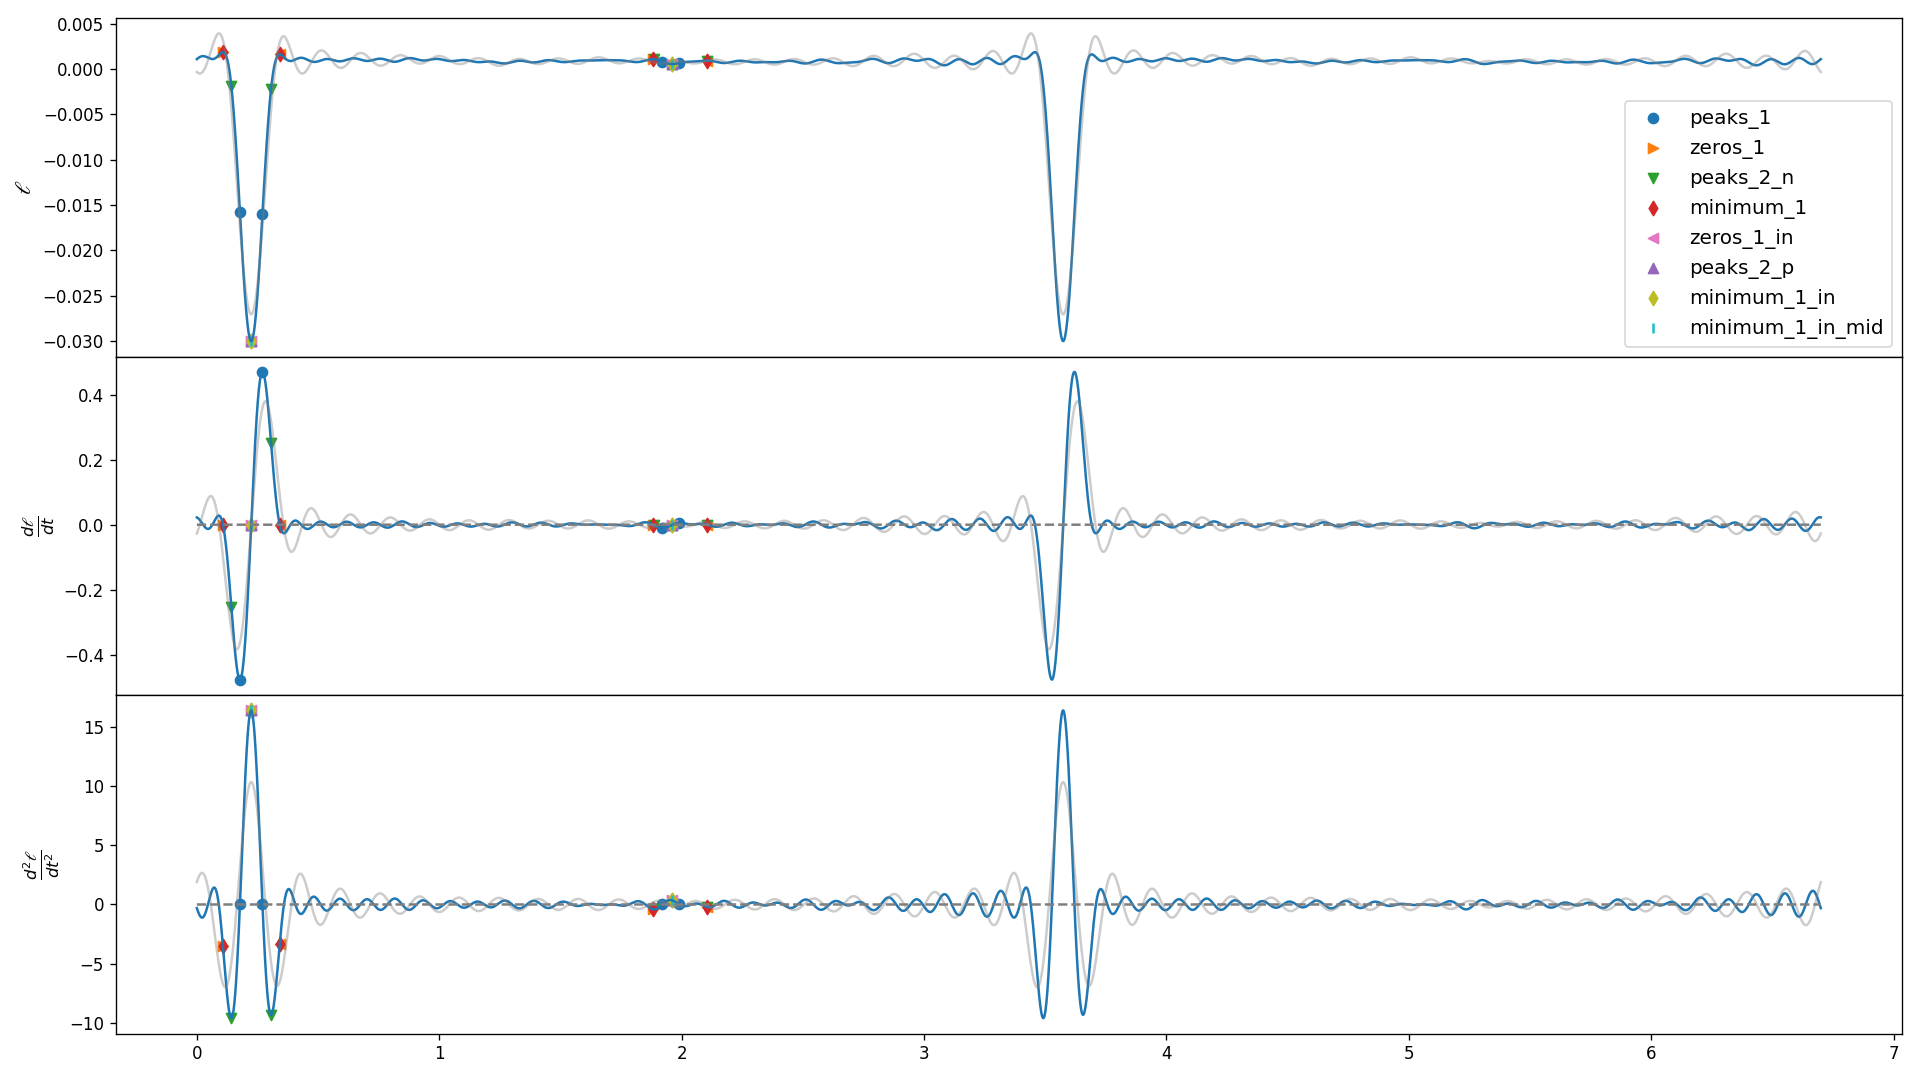 0.005
0.000
−0.005
−0.010
−0.015
−0.020
−0.025
−0.030
ℓ
peaks_1
zeros_1
peaks_2_n
minimum_1
zeros_1_in
peaks_2_p
minimum_1_in
minimum_1_in_mid
0.4
0.2
0.0
−0.2
−0.4
dℓ
dt
15
10
5
0
−5
−10
d²ℓ
dt²
0 1 2 3 4 5 6 7